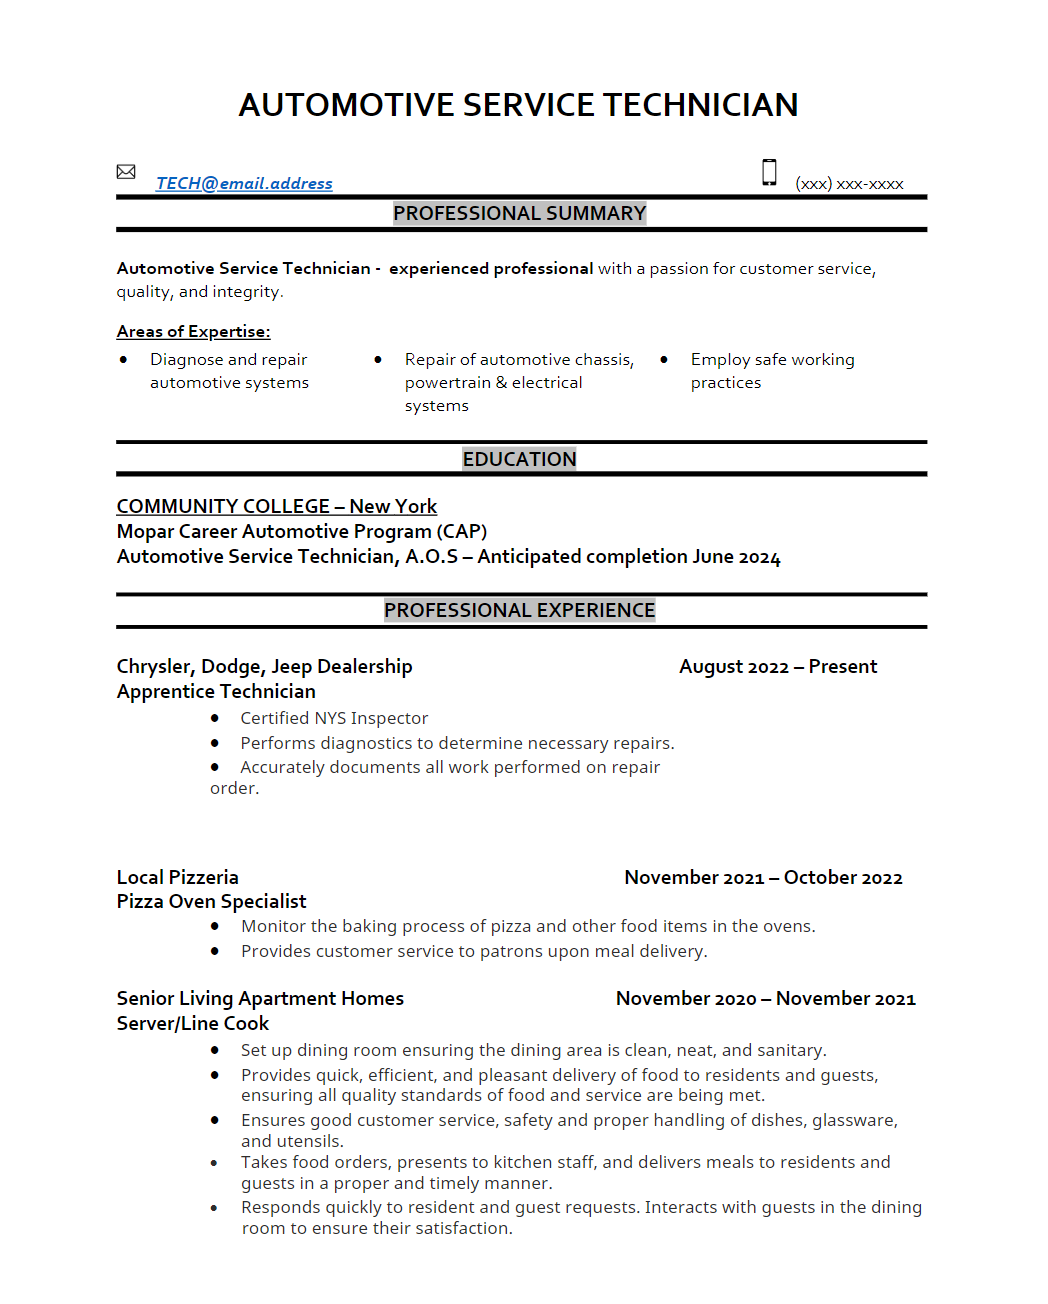 AUTOMOTIVE SERVICE TECHNICIAN
TECH@email.address (xxx) xxx-xxxx
PROFESSIONAL SUMMARY
Automotive Service Technician - experienced professional with a passion for customer service,
quality, and integrity.
Areas of Expertise:
• Diagnose and repair
automotive systems
• Repair of automotive chassis,
powertrain & electrical
systems
• Employ safe working
practices
EDUCATION
COMMUNITY COLLEGE – New York
Mopar Career Automotive Program (CAP)
Automotive Service Technician, A.O.S – Anticipated completion June 2024
PROFESSIONAL EXPERIENCE
Chrysler, Dodge, Jeep Dealership August 2022 – Present
Apprentice Technician
• Certified NYS Inspector
• Performs diagnostics to determine necessary repairs.
• Accurately documents all work performed on repair
order.
Local Pizzeria November 2021 – October 2022
Pizza Oven Specialist
• Monitor the baking process of pizza and other food items in the ovens.
• Provides customer service to patrons upon meal delivery.
Senior Living Apartment Homes November 2020 – November 2021
Server/Line Cook
• Set up dining room ensuring the dining area is clean, neat, and sanitary.
• Provides quick, efficient, and pleasant delivery of food to residents and guests,
ensuring all quality standards of food and service are being met.
• Ensures good customer service, safety and proper handling of dishes, glassware,
and utensils.
• Takes food orders, presents to kitchen staff, and delivers meals to residents and
guests in a proper and timely manner.
• Responds quickly to resident and guest requests. Interacts with guests in the dining
room to ensure their satisfaction.